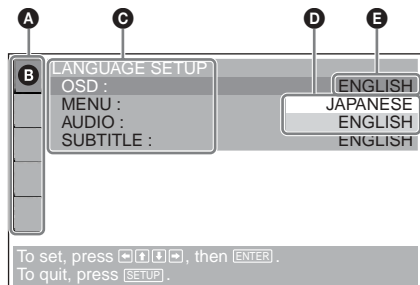 A
C
D
E
B
LANGUAGE SETUP
OSD : ENGLISH
MENU : JAPANESE
AUDIO : ENGLISH
SUBTITLE : ENGLISH
To set, press ←↑↓→, then ENTER.
To quit, press SETUP.